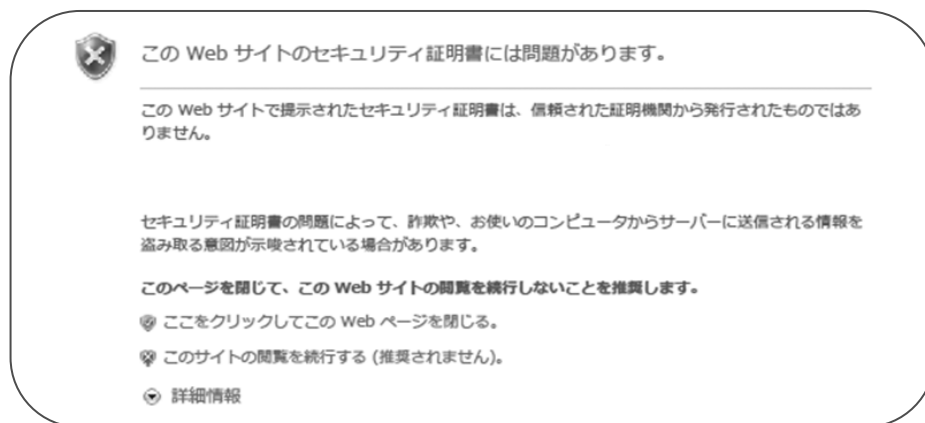 この Web サイトのセキュリティ証明書には問題があります。
この Web サイトで提示されたセキュリティ証明書は、信頼された証明機関から発行されたものではあ
りません。
セキュリティ証明書の問題によって、詐欺や、お使いのコンピュータからサーバーに送信される情報を
盗み取る意図が示唆されている場合があります。
このページを閉じて、この Web サイトの閲覧を続行しないことを推奨します。
ここをクリックしてこの Web ページを閉じる。
このサイトの閲覧を続行する (推奨されません)。
詳細情報